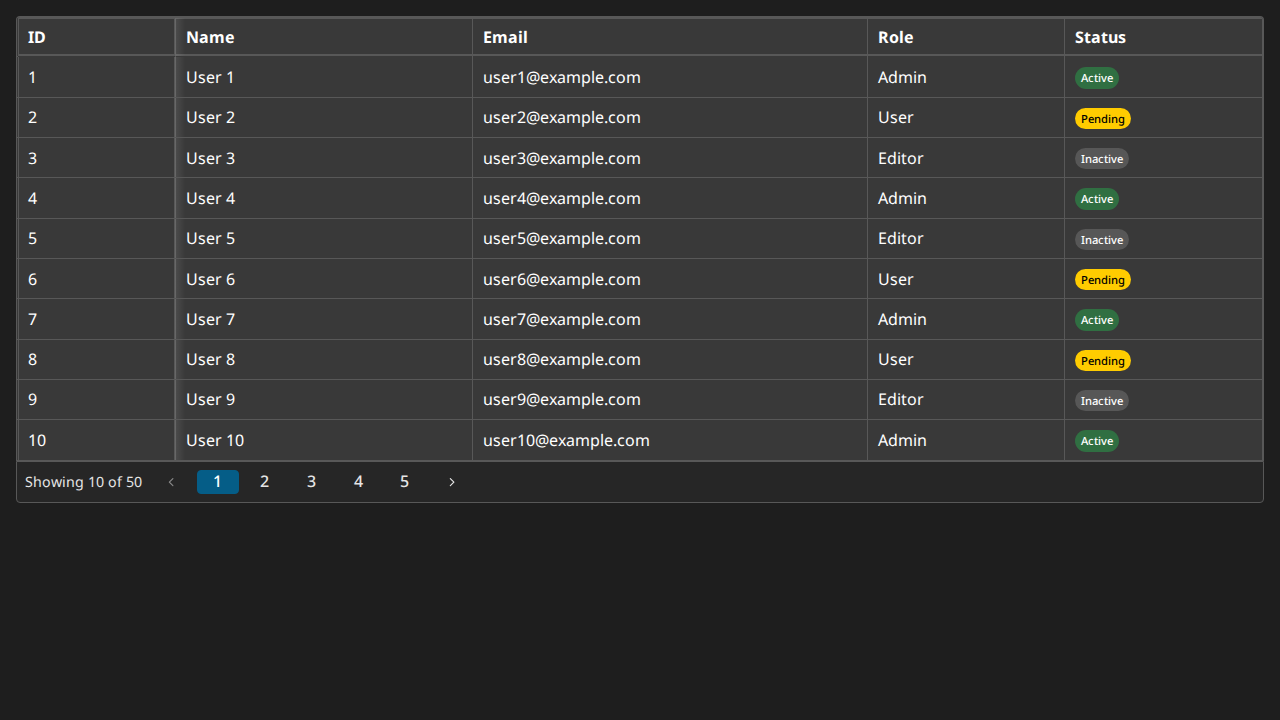 ID Name Email Role Status
1 User 1 user1@example.com Admin Active
2 User 2 user2@example.com User Pending
3 User 3 user3@example.com Editor Inactive
4 User 4 user4@example.com Admin Active
5 User 5 user5@example.com Editor Inactive
6 User 6 user6@example.com User Pending
7 User 7 user7@example.com Admin Active
8 User 8 user8@example.com User Pending
9 User 9 user9@example.com Editor Inactive
10 User 10 user10@example.com Admin Active
Showing 10 of 50 ‹ 1 2 3 4 5 ›